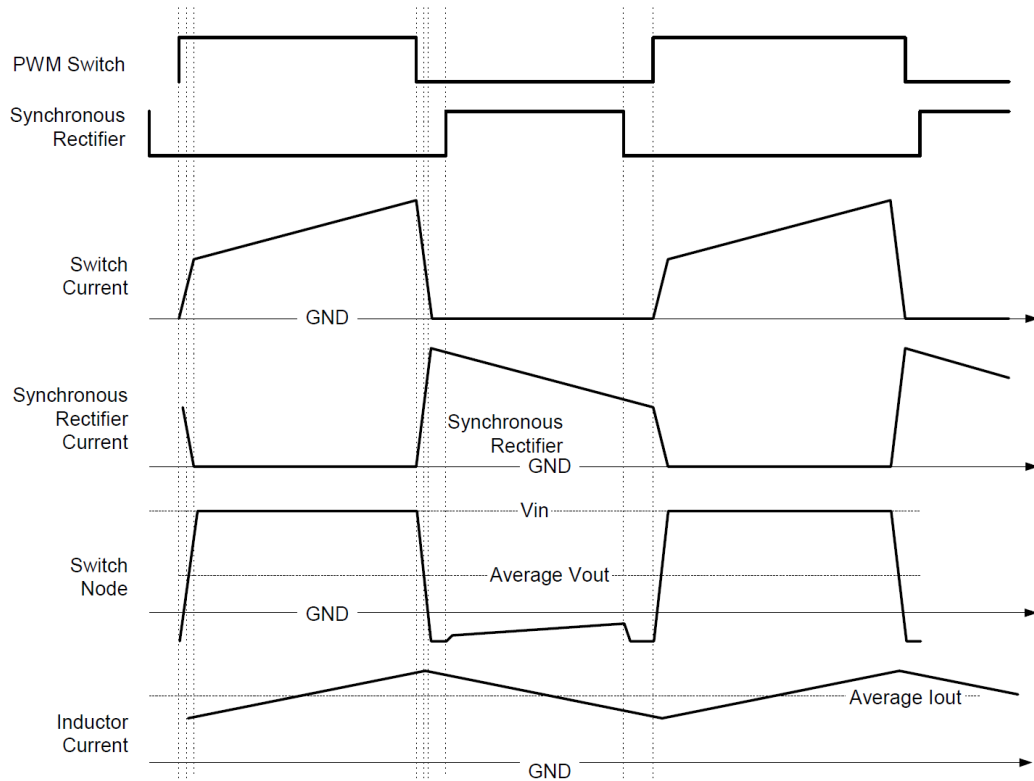 PWM Switch
Synchronous
Rectifier
Switch
Current
GND
Synchronous
Rectifier
Current
Synchronous
Rectifier
GND
Vin
Switch
Node
Average Vout
GND
Average Iout
Inductor
Current
GND